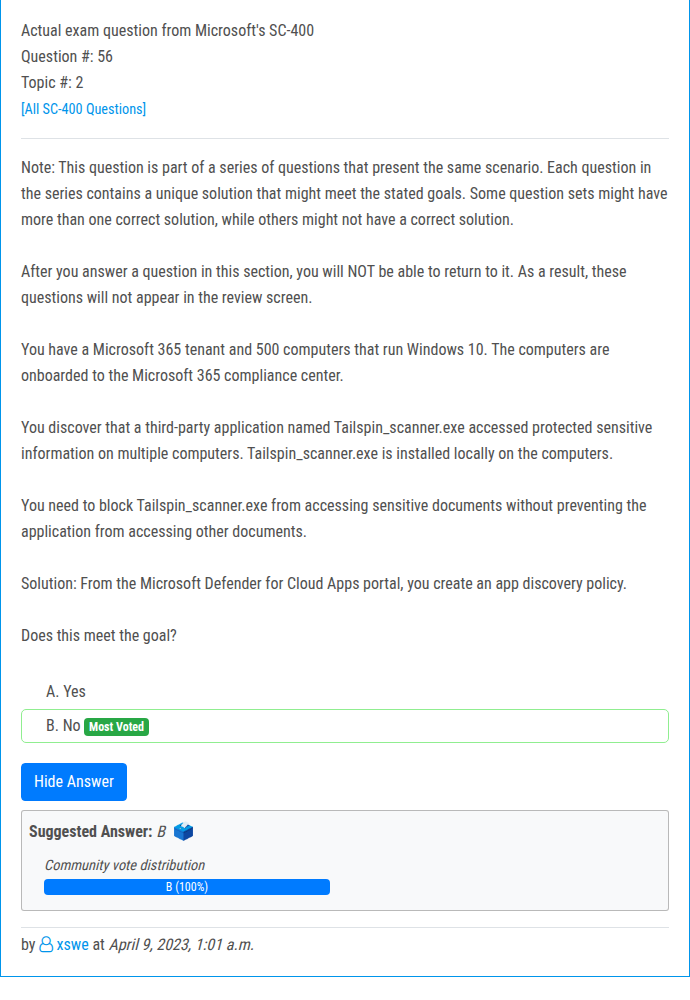 Actual exam question from Microsoft's SC-400
Question #: 56
Topic #: 2
[All SC-400 Questions]
Note: This question is part of a series of questions that present the same scenario. Each question in
the series contains a unique solution that might meet the stated goals. Some question sets might have
more than one correct solution, while others might not have a correct solution.
After you answer a question in this section, you will NOT be able to return to it. As a result, these
questions will not appear in the review screen.
You have a Microsoft 365 tenant and 500 computers that run Windows 10. The computers are
onboarded to the Microsoft 365 compliance center.
You discover that a third-party application named Tailspin_scanner.exe accessed protected sensitive
information on multiple computers. Tailspin_scanner.exe is installed locally on the computers.
You need to block Tailspin_scanner.exe from accessing sensitive documents without preventing the
application from accessing other documents.
Solution: From the Microsoft Defender for Cloud Apps portal, you create an app discovery policy.
Does this meet the goal?
A. Yes
B. No Most Voted
Hide Answer
Suggested Answer: B
Community vote distribution
B (100%)
by xswe at April 9, 2023, 1:01 a.m.